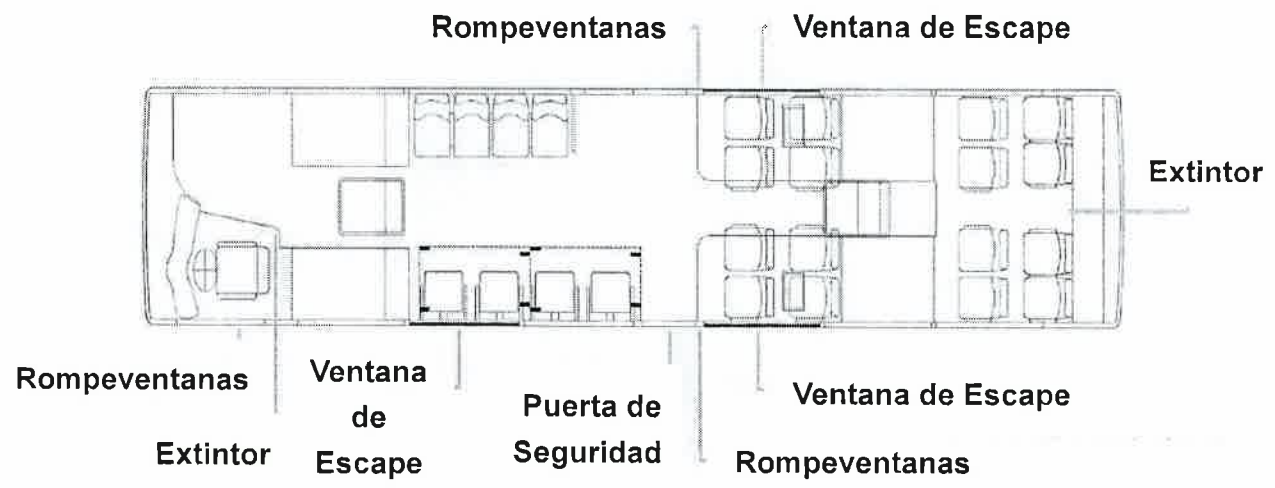 Rompeventanas
Ventana de Escape
Extintor
Rompeventanas
Ventana
de
Escape
Extintor
Puerta de
Seguridad
Ventana de Escape
Rompeventanas